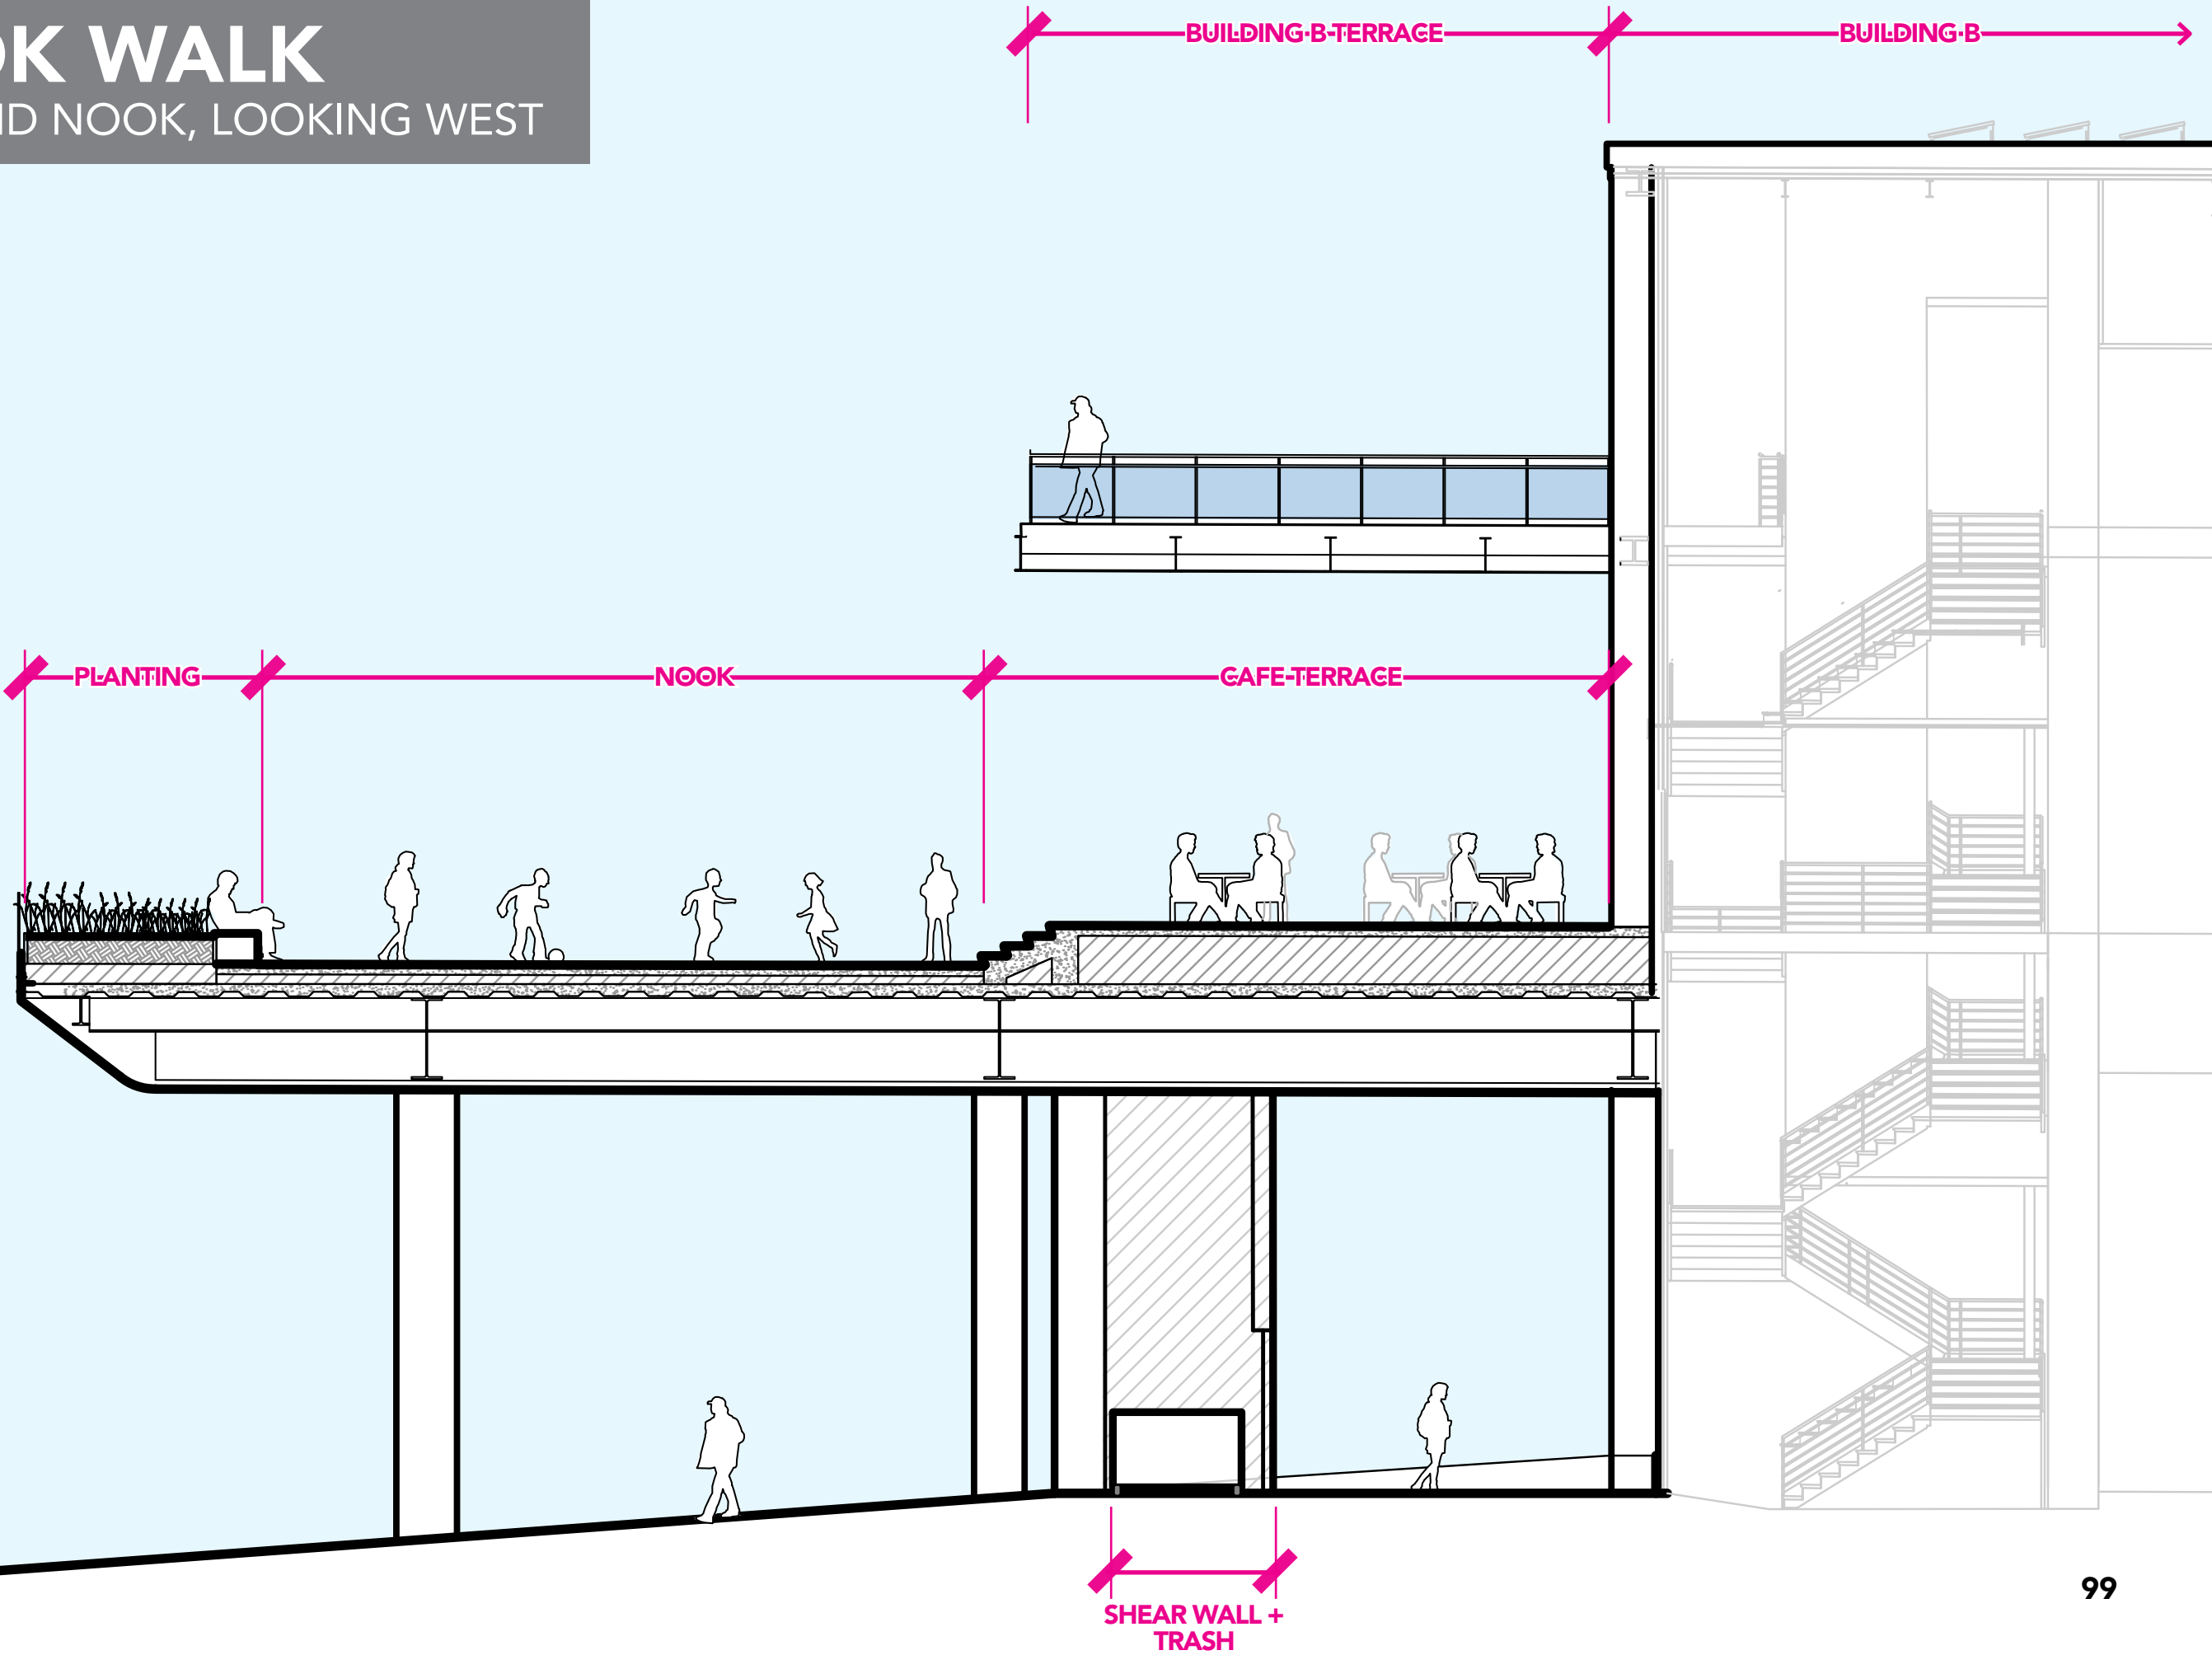 WALK
NOOK, LOOKING WEST
BUILDING B TERRACE
BUILDING B
PLANTING
NOOK
CAFE TERRACE
SHEAR WALL +
TRASH
99